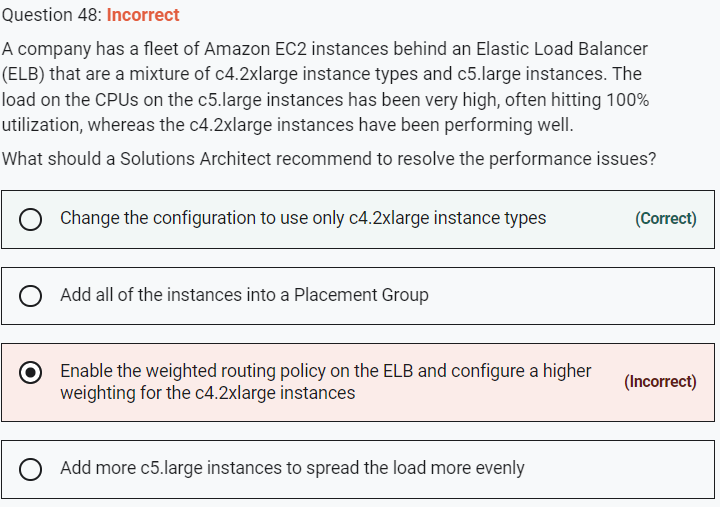 Question 48: Incorrect
A company has a fleet of Amazon EC2 instances behind an Elastic Load Balancer
(ELB) that are a mixture of c4.2xlarge instance types and c5.large instances. The
load on the CPUs on the c5.large instances has been very high, often hitting 100%
utilization, whereas the c4.2xlarge instances have been performing well.
What should a Solutions Architect recommend to resolve the performance issues?
Change the configuration to use only c4.2xlarge instance types (Correct)
Add all of the instances into a Placement Group
Enable the weighted routing policy on the ELB and configure a higher
weighting for the c4.2xlarge instances
(Incorrect)
Add more c5.large instances to spread the load more evenly